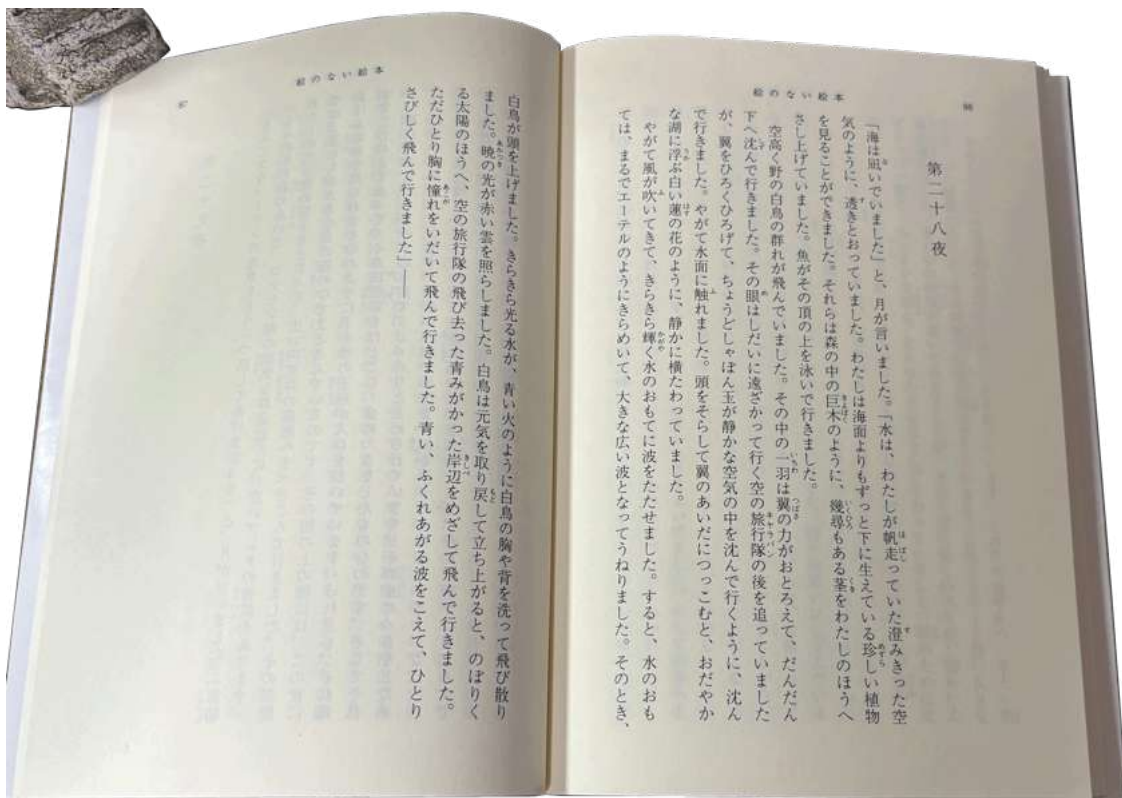 絵のない絵本
第二十八夜
「海は凪いでいました」と、月が言いました。「水は、わたしが帆走っていた澄みきった空
気のように、透きとおっていました。わたしは海面よりもずっと下に生えている珍しい植物
を見ることができました。それらは森の中の巨木のように、幾尋もある茎をわたしのほうへ
さし上げていました。魚がその頂の上を泳いで行きました。
空高く野の白鳥の群れが飛んでいました。その中の一羽は翼の力がおとろえて、だんだん
下へ沈んで行きました。その眼はしだいに遠ざかって行く空の旅行隊の後を追っていました
が、翼をひろくひろげて、ちょうどしゃぼん玉が静かな空気の中を沈んで行くように、沈ん
で行きました。やがて水面に触れました。頭をそらして翼のあいだにつっこむと、おだやか
な湖に浮ぶ白い蓮の花のように、静かに横たわっていました。
やがて風が吹いてきて、きらきら輝く水のおもてに波をたたせました。すると、水のおも
ては、まるでエーテルのようにきらめいて、大きな広い波となってうねりました。そのとき、
絵のない絵本
白鳥が頭を上げました。きらきら光る水が、青い火のように白鳥の胸や背を洗って飛び散り
ました。暁の光が赤い雲を照らしました。白鳥は元気を取り戻して立ち上がると、のぼりく
る太陽のほうへ、空の旅行隊の飛び去った青みがかった岸辺をめざして飛んで行きました。
ただひとり胸に憧れをいだいて飛んで行きました。青い、ふくれあがる波をこえて、ひとり
さびしく飛んで行きました」――